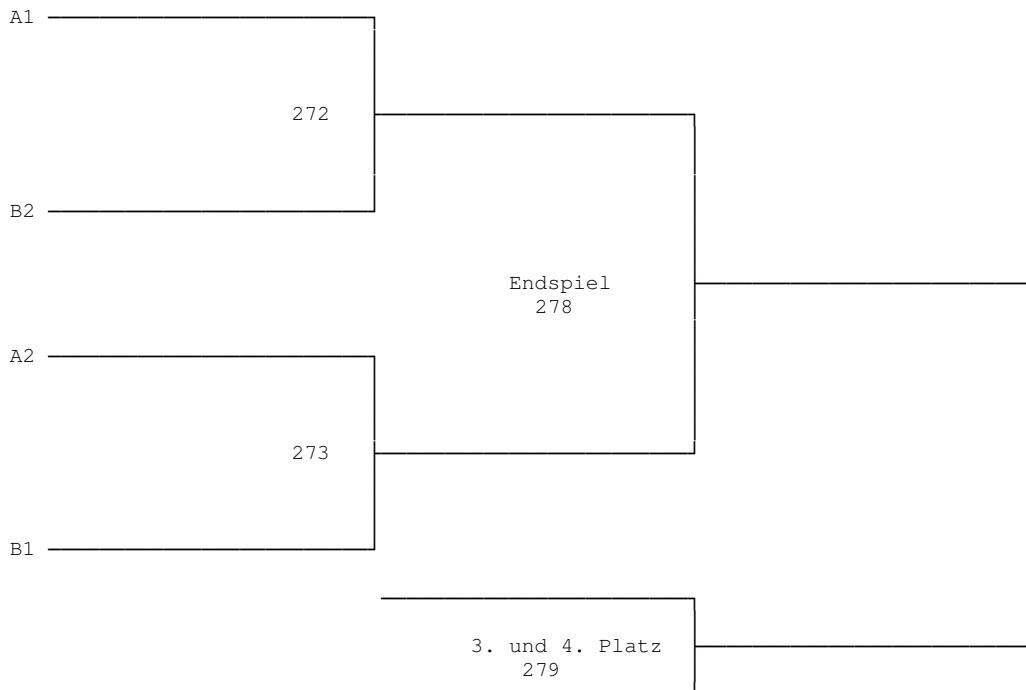 A1
272
B2
Endspiel
278
A2
273
B1
3. und 4. Platz
279